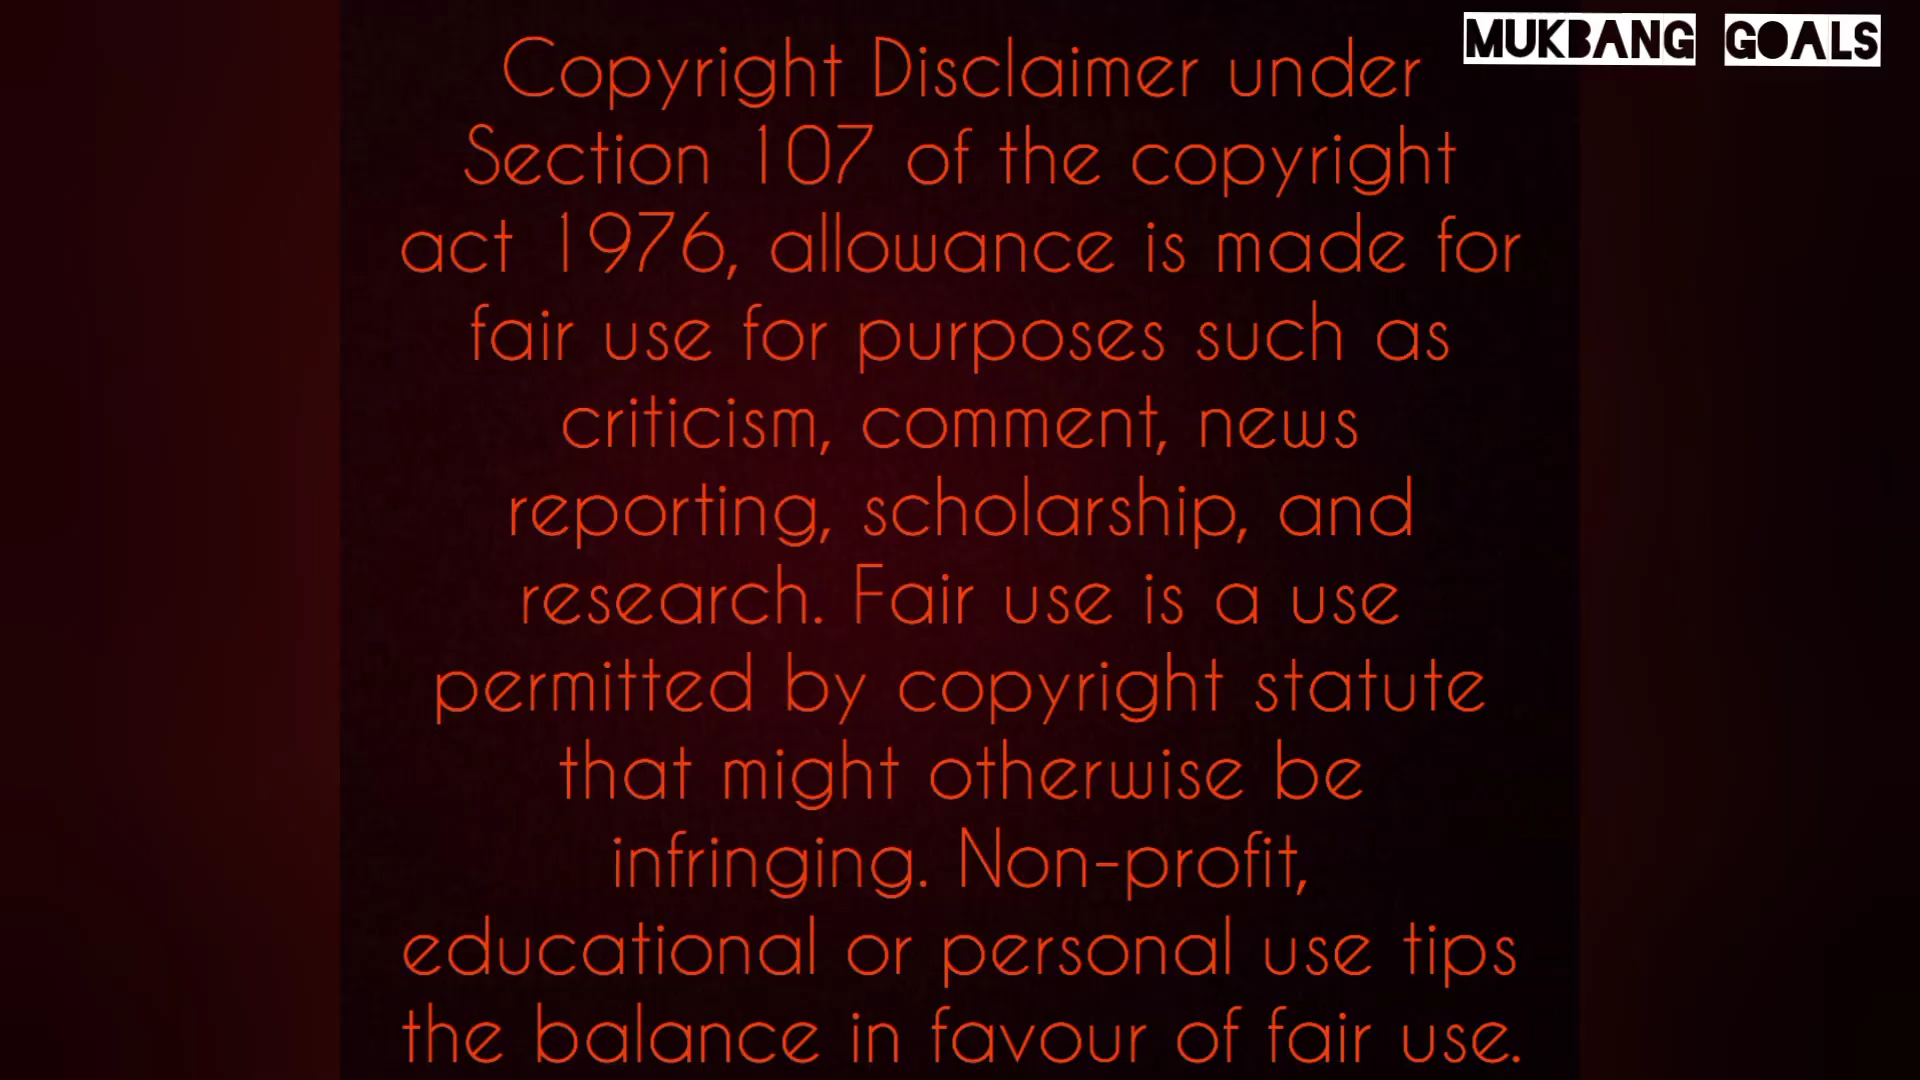 MUKBANG GOALS
Copyright Disclaimer under
Section 107 of the copyright
act 1976, allowance is made for
fair use for purposes such as
criticism, comment, news
reporting, scholarship, and
research. Fair use is a use
permitted by copyright statute
that might otherwise be
infringing. Non-profit,
educational or personal use tips
the balance in favour of fair use.